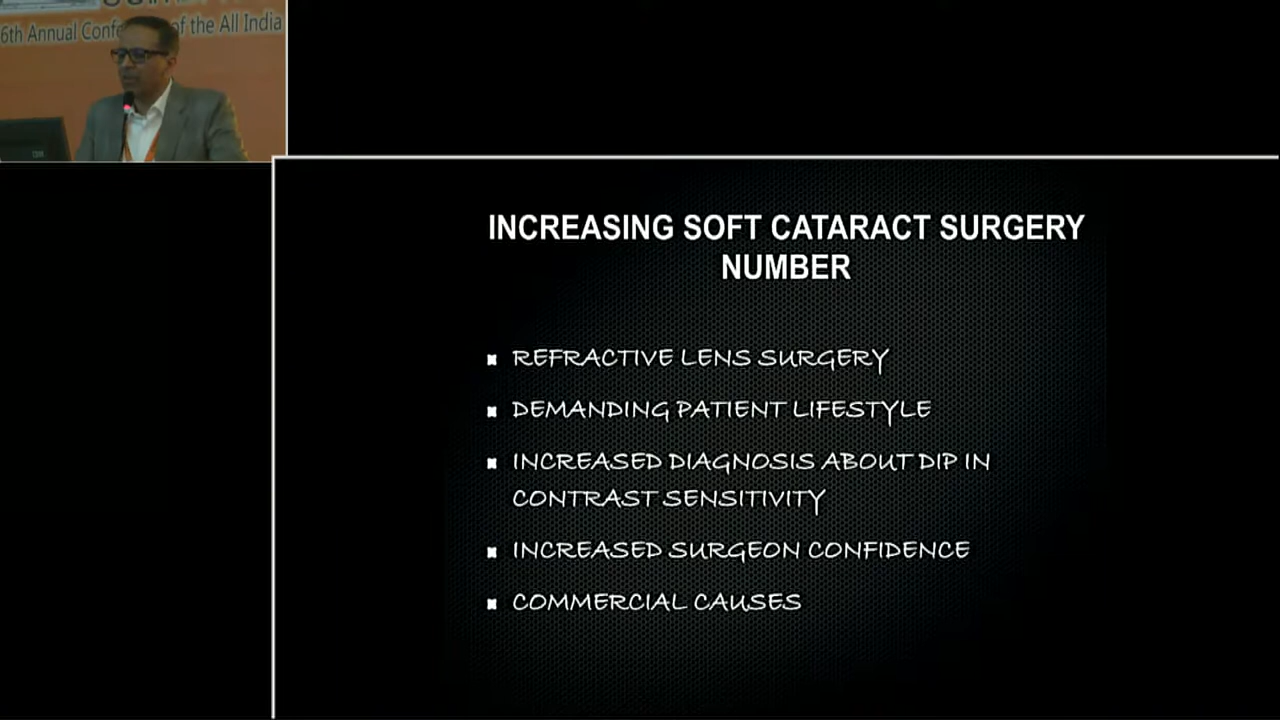 6th Annual Confe of the All India
INCREASING SOFT CATARACT SURGERY
NUMBER
REFRACTIVE LENS SURGERY
DEMANDING PATIENT LIFESTYLE
INCREASED DIAGNOSIS ABOUT DIP IN
CONTRAST SENSITIVITY
INCREASED SURGEON CONFIDENCE
COMMERCIAL CAUSES